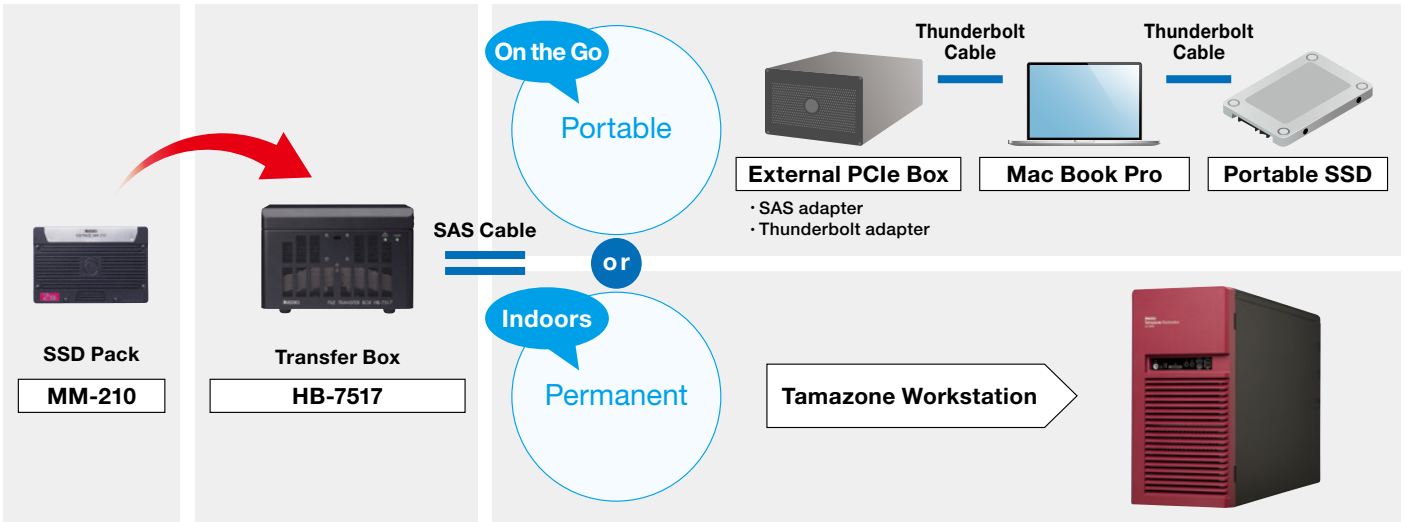 SSD Pack
MM-210
Transfer Box
HB-7517
SAS Cable
On the Go
Portable
or
Indoors
Permanent
Thunderbolt
Cable
Thunderbolt
Cable
External PCIe Box
Mac Book Pro
Portable SSD
・SAS adapter
・Thunderbolt adapter
Tamazone Workstation